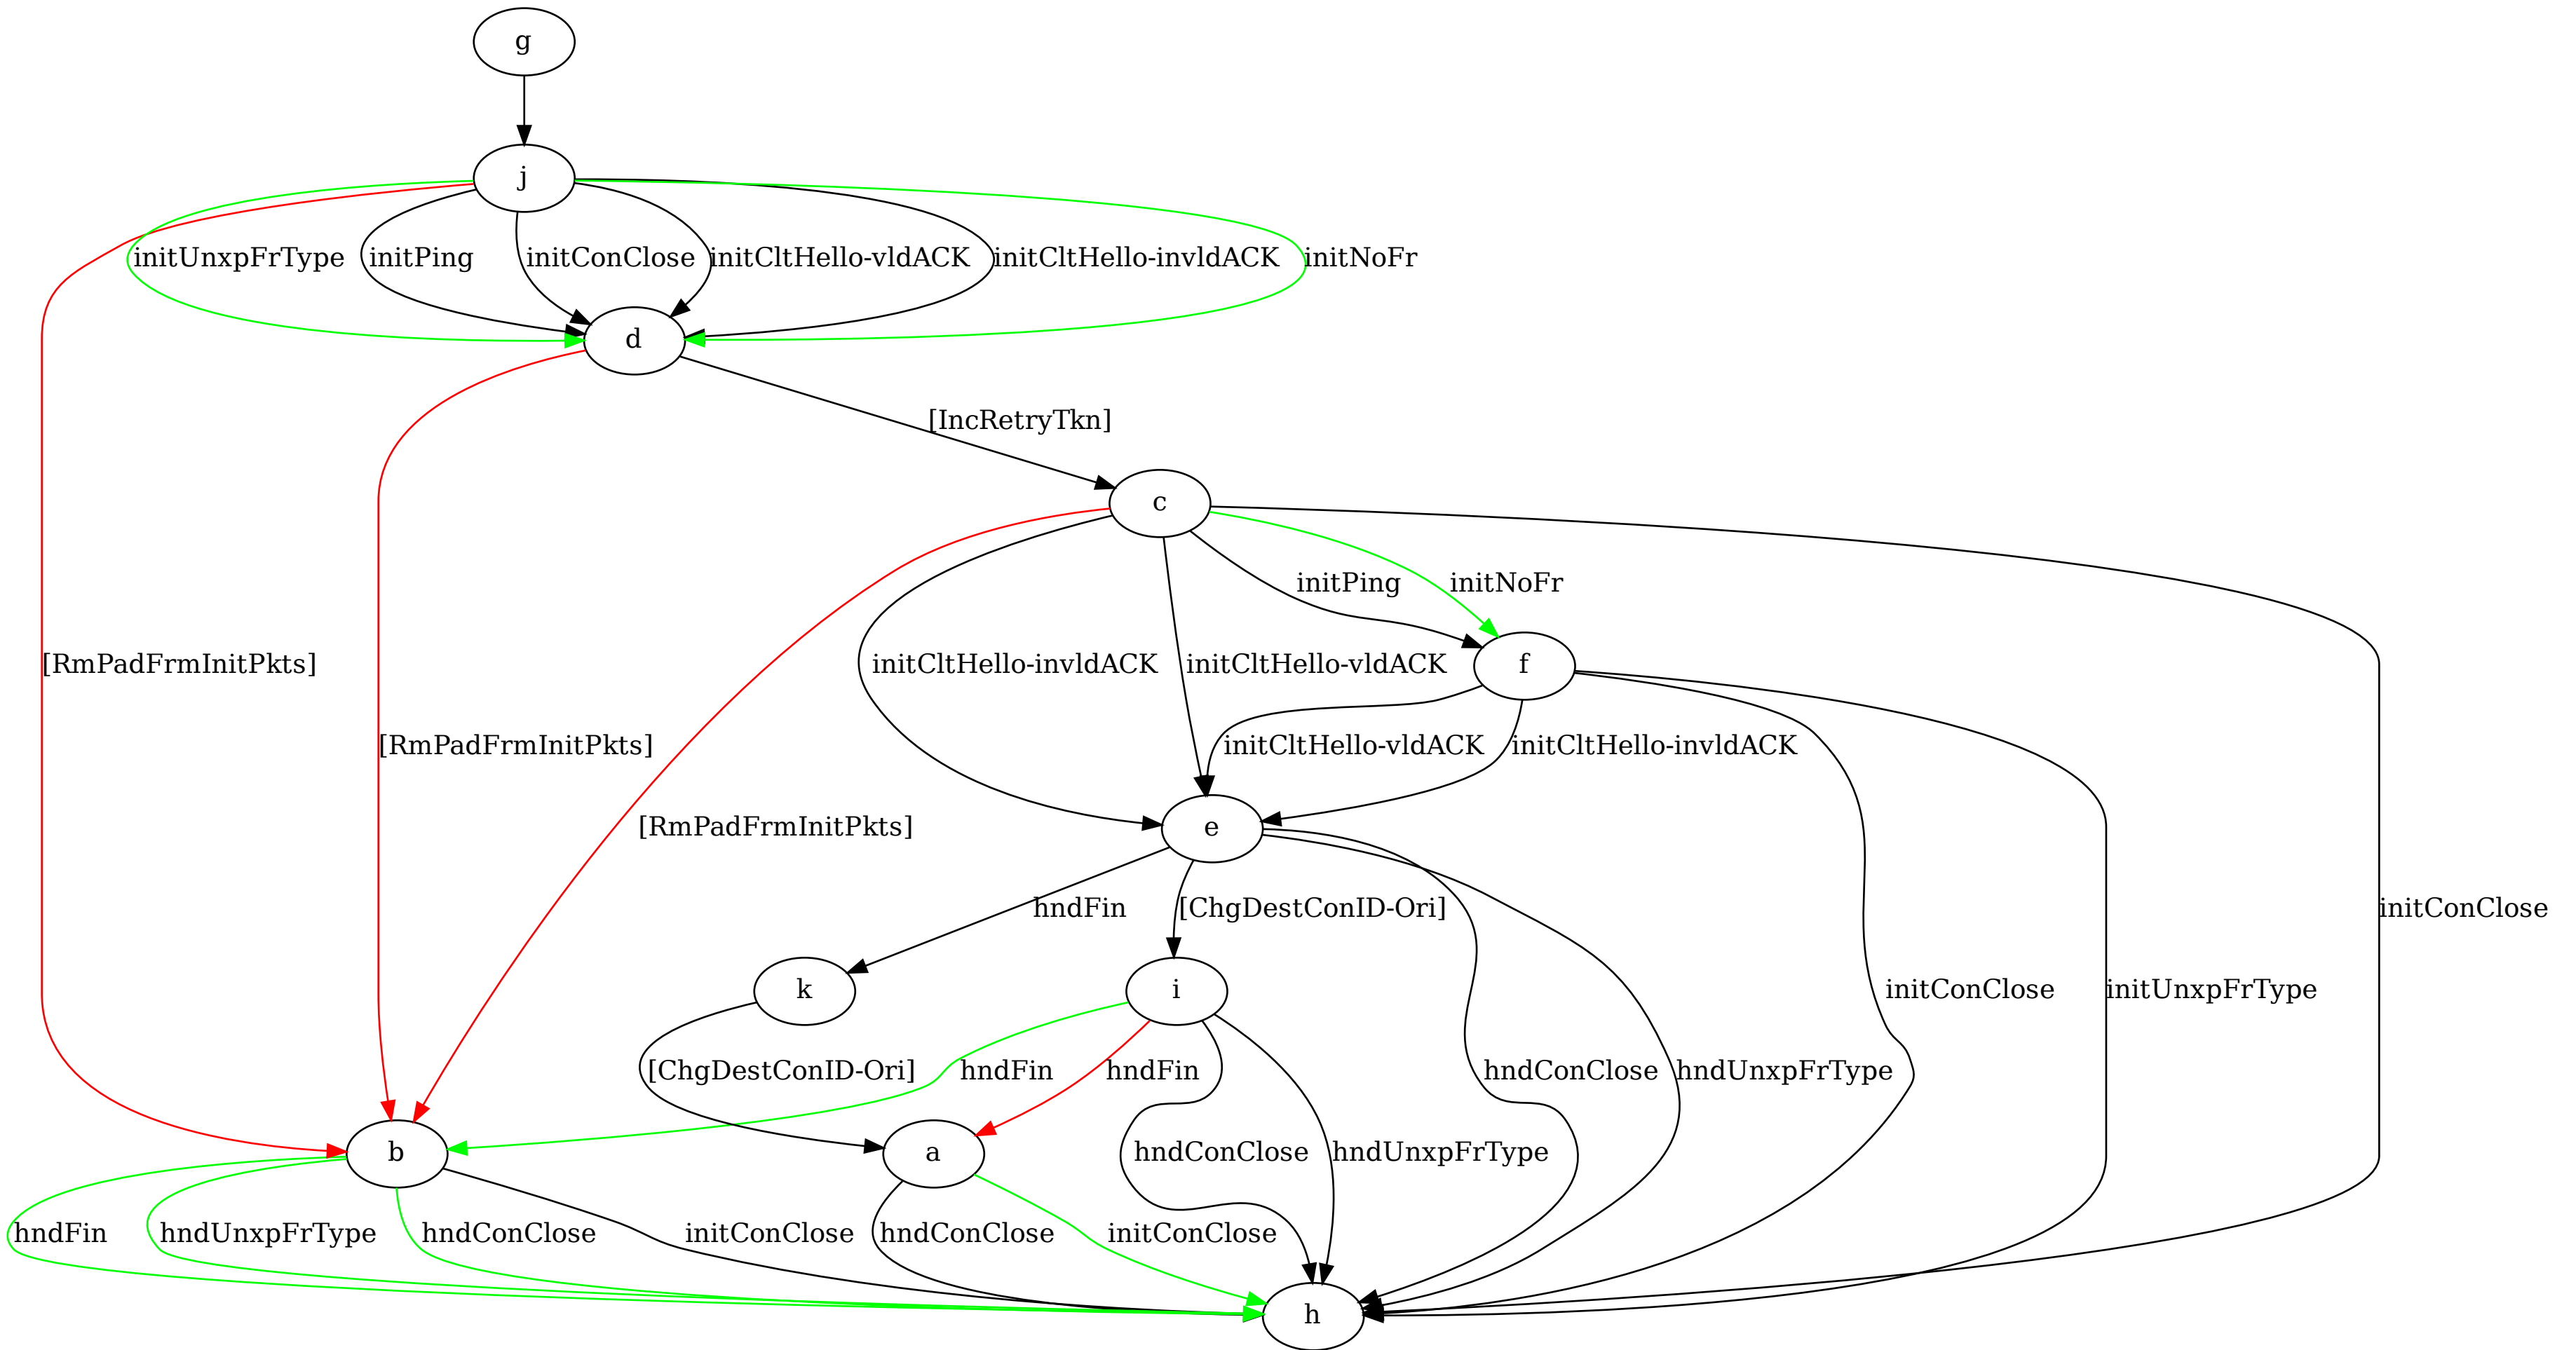 g
j
initUnxpFrType
initPing
initConClose
initCltHello-vldACK
initCltHello-invldACK
initNoFr
d
[IncRetryTkn]
c
initPing
initNoFr
[RmPadFrmInitPkts]
initCltHello-invldACK
initCltHello-vldACK
f
[RmPadFrmInitPkts]
initCltHello-vldACK
initCltHello-invldACK
[RmPadFrmInitPkts]
e
hndFin
[ChgDestConID-Ori]
initConClose
k
i
initConClose
initUnxpFrType
[ChgDestConID-Ori]
hndFin
hndFin
hndConClose
hndUnxpFrType
b
a
hndConClose
hndUnxpFrType
hndFin
hndUnxpFrType
hndConClose
initConClose
hndConClose
initConClose
h